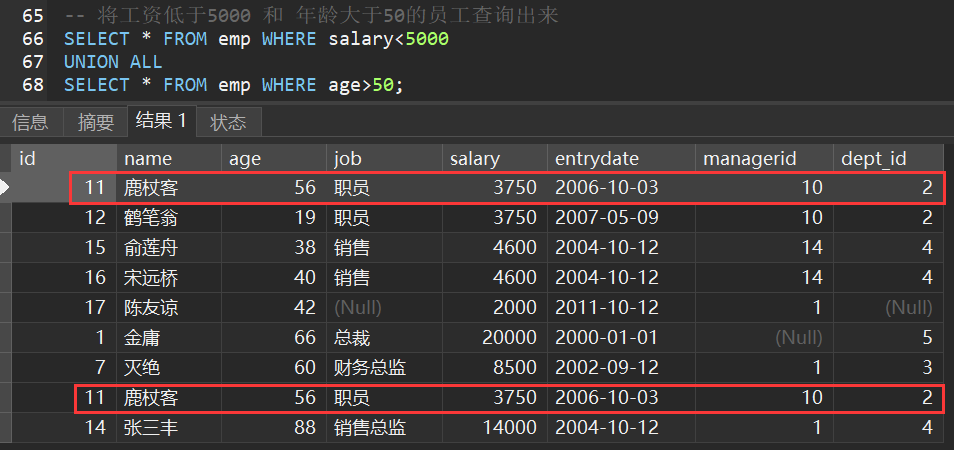 65 -- 将工资低于5000 和 年龄大于50的员工查询出来
66 SELECT * FROM emp WHERE salary<5000
67 UNION ALL
68 SELECT * FROM emp WHERE age>50;
信息 摘要 结果 1 状态
id name age job salary entrydate managerid dept_id
11 鹿杖客 56 职员 3750 2006-10-03 10 2
12 鹤笔翁 19 职员 3750 2007-05-09 10 2
15 俞莲舟 38 销售 4600 2004-10-12 14 4
16 宋远桥 40 销售 4600 2004-10-12 14 4
17 陈友谅 42 (Null) 2000 2011-10-12 1 (Null)
1 金庸 66 总裁 20000 2000-01-01 (Null) 5
7 灭绝 60 财务总监 8500 2002-09-12 1 3
11 鹿杖客 56 职员 3750 2006-10-03 10 2
14 张三丰 88 销售总监 14000 2004-10-12 1 4